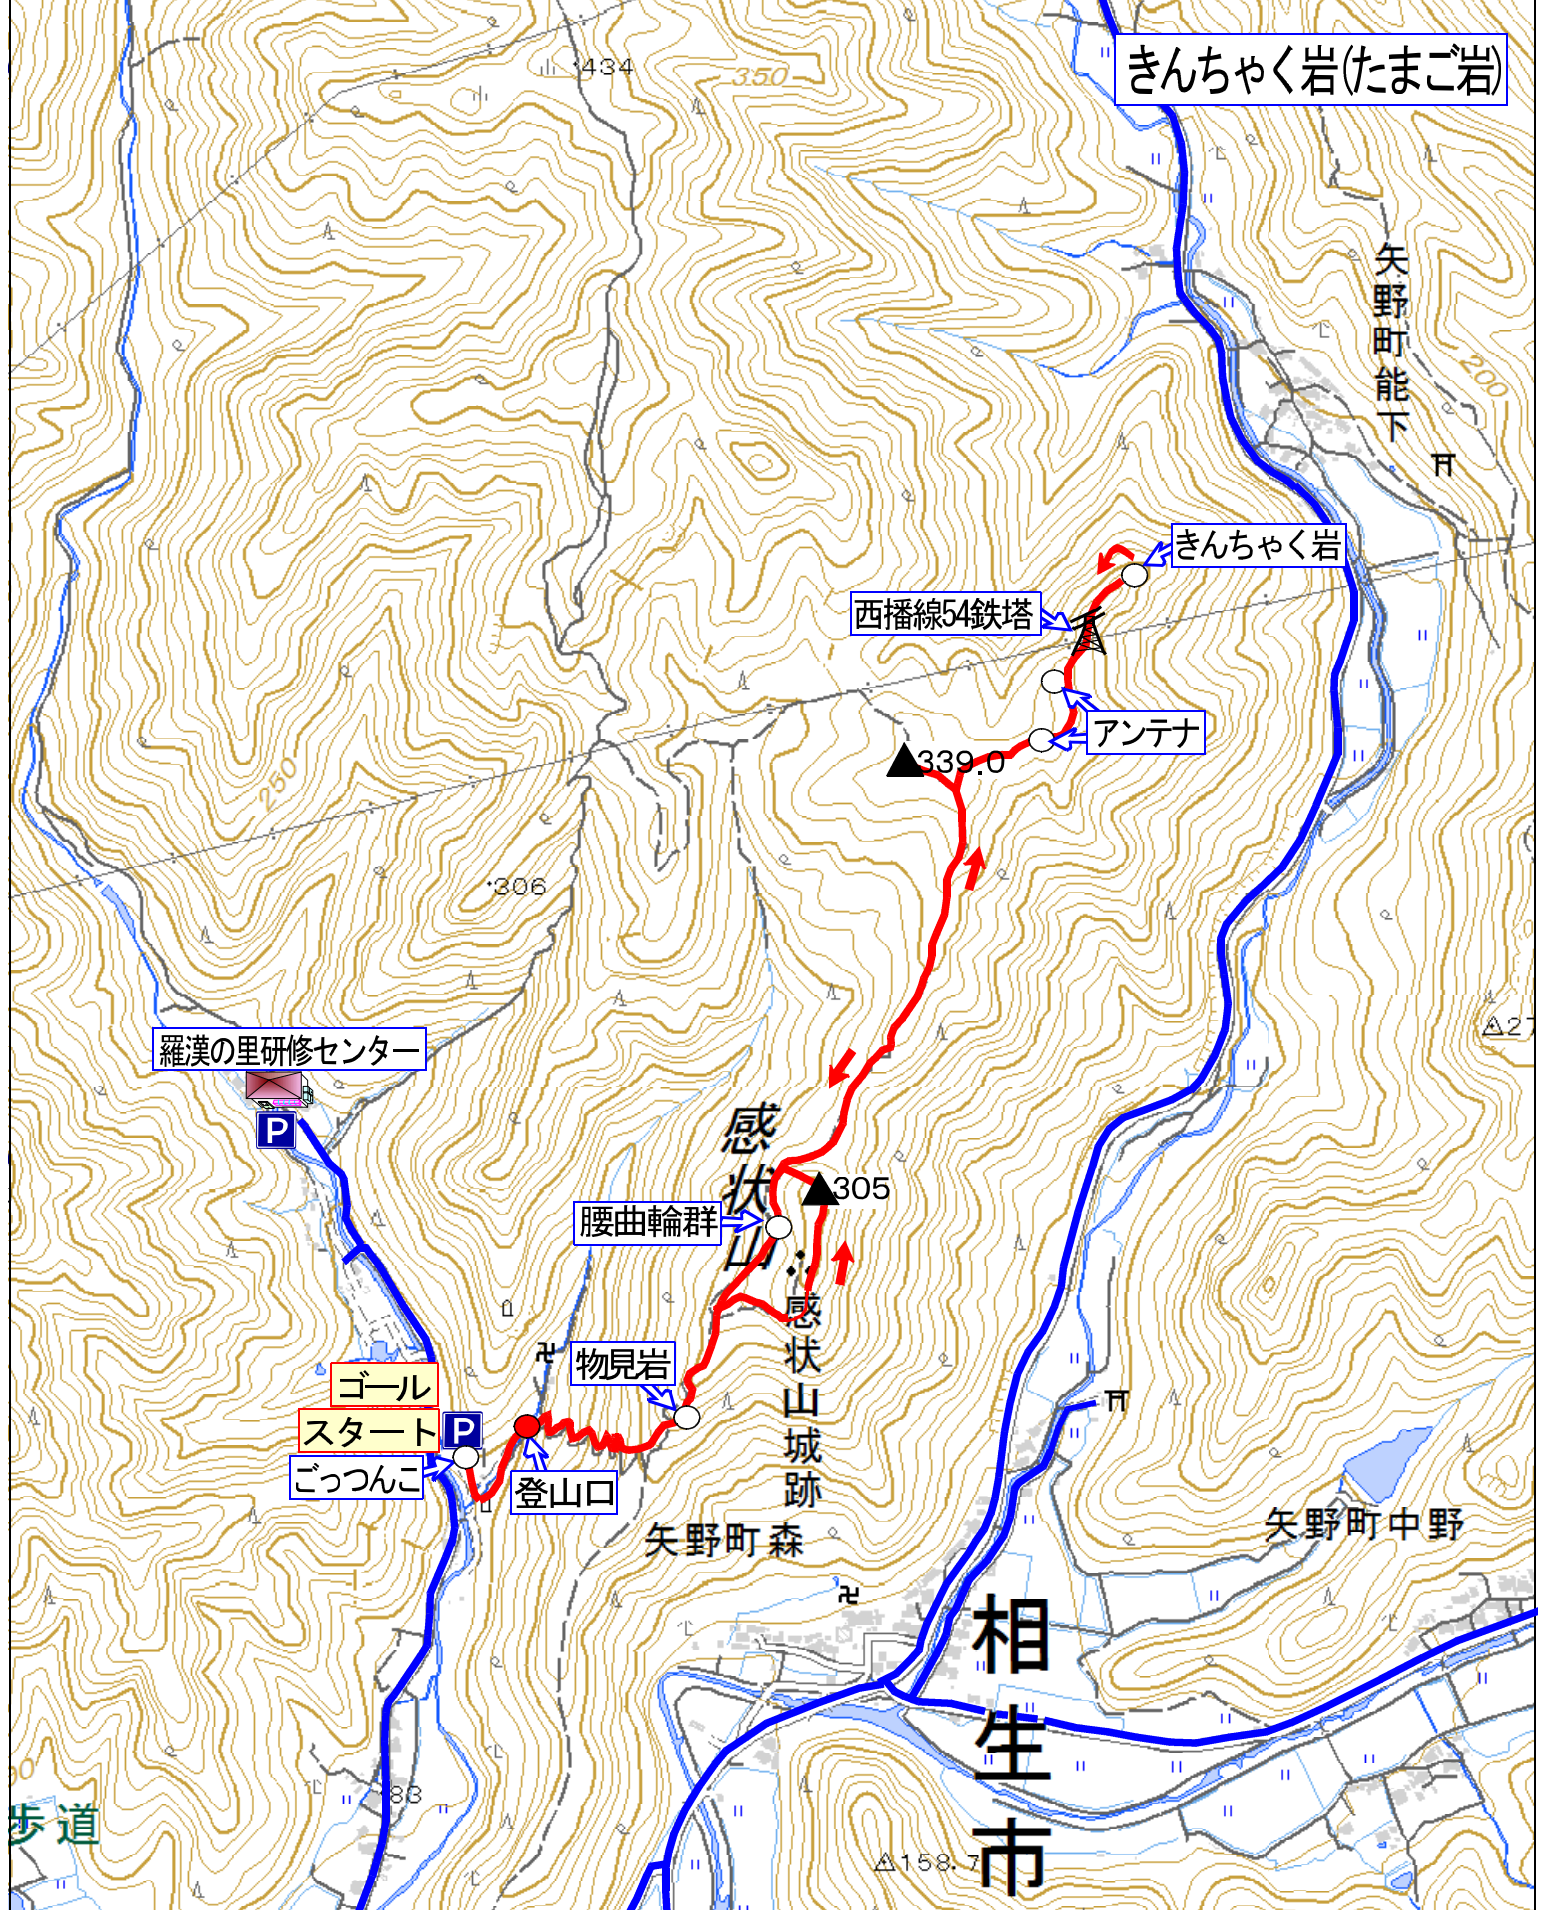 きんちゃく岩(たまご岩)
434
350
矢野町能下
200
きんちゃく岩
西播線54鉄塔
アンテナ
339.0
250
306
羅漢の里研修センター
P
感状山
305
腰曲輪群
感状山城跡
物見岩
ゴール
スタート
P
ごっつんこ
登山口
矢野町森
矢野町中野
相生市
83
歩道
158.7